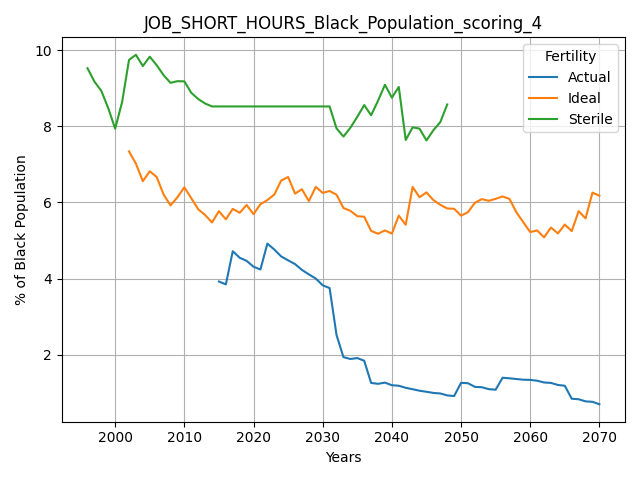 JOB_SHORT_HOURS_Black_Population_scoring_4
Fertility
Actual
Ideal
Sterile
% of Black Population
10
8
6
4
2
2000 2010 2020 2030 2040 2050 2060 2070
Years